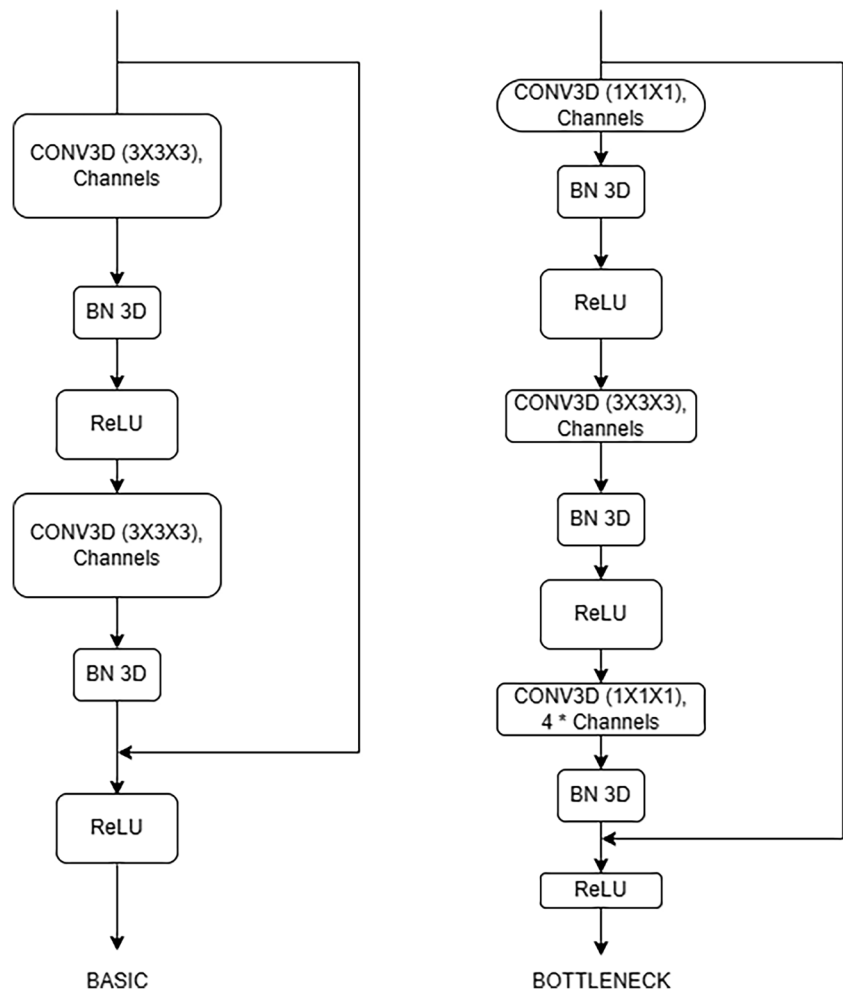 CONV3D (3X3X3),
Channels
BN 3D
ReLU
CONV3D (3X3X3),
Channels
BN 3D
ReLU
BASIC
CONV3D (1X1X1),
Channels
BN 3D
ReLU
CONV3D (3X3X3),
Channels
BN 3D
ReLU
CONV3D (1X1X1),
4 * Channels
BN 3D
ReLU
BOTTLENECK